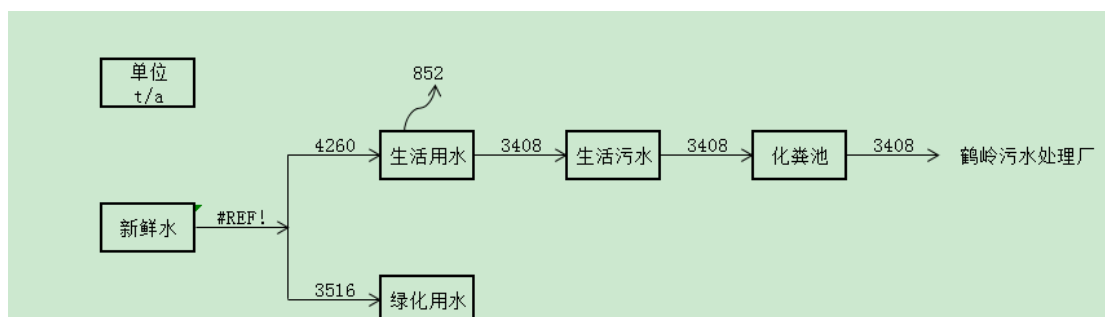 单位
t/a
852
4260
生活用水
3408
生活污水
3408
化粪池
3408
鹤岭污水处理厂
新鲜水
#REF!
3516
绿化用水